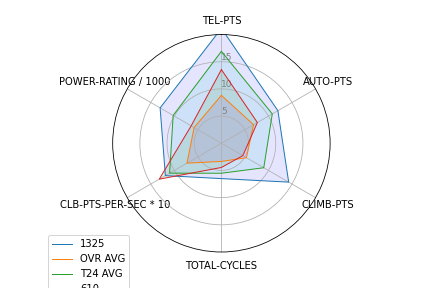 TEL-PTS
POWER-RATING / 1000
AUTO-PTS
15
10
5
CLB-PTS-PER-SEC * 10
CLIMB-PTS
TOTAL-CYCLES
1325
OVR AVG
T24 AVG
610